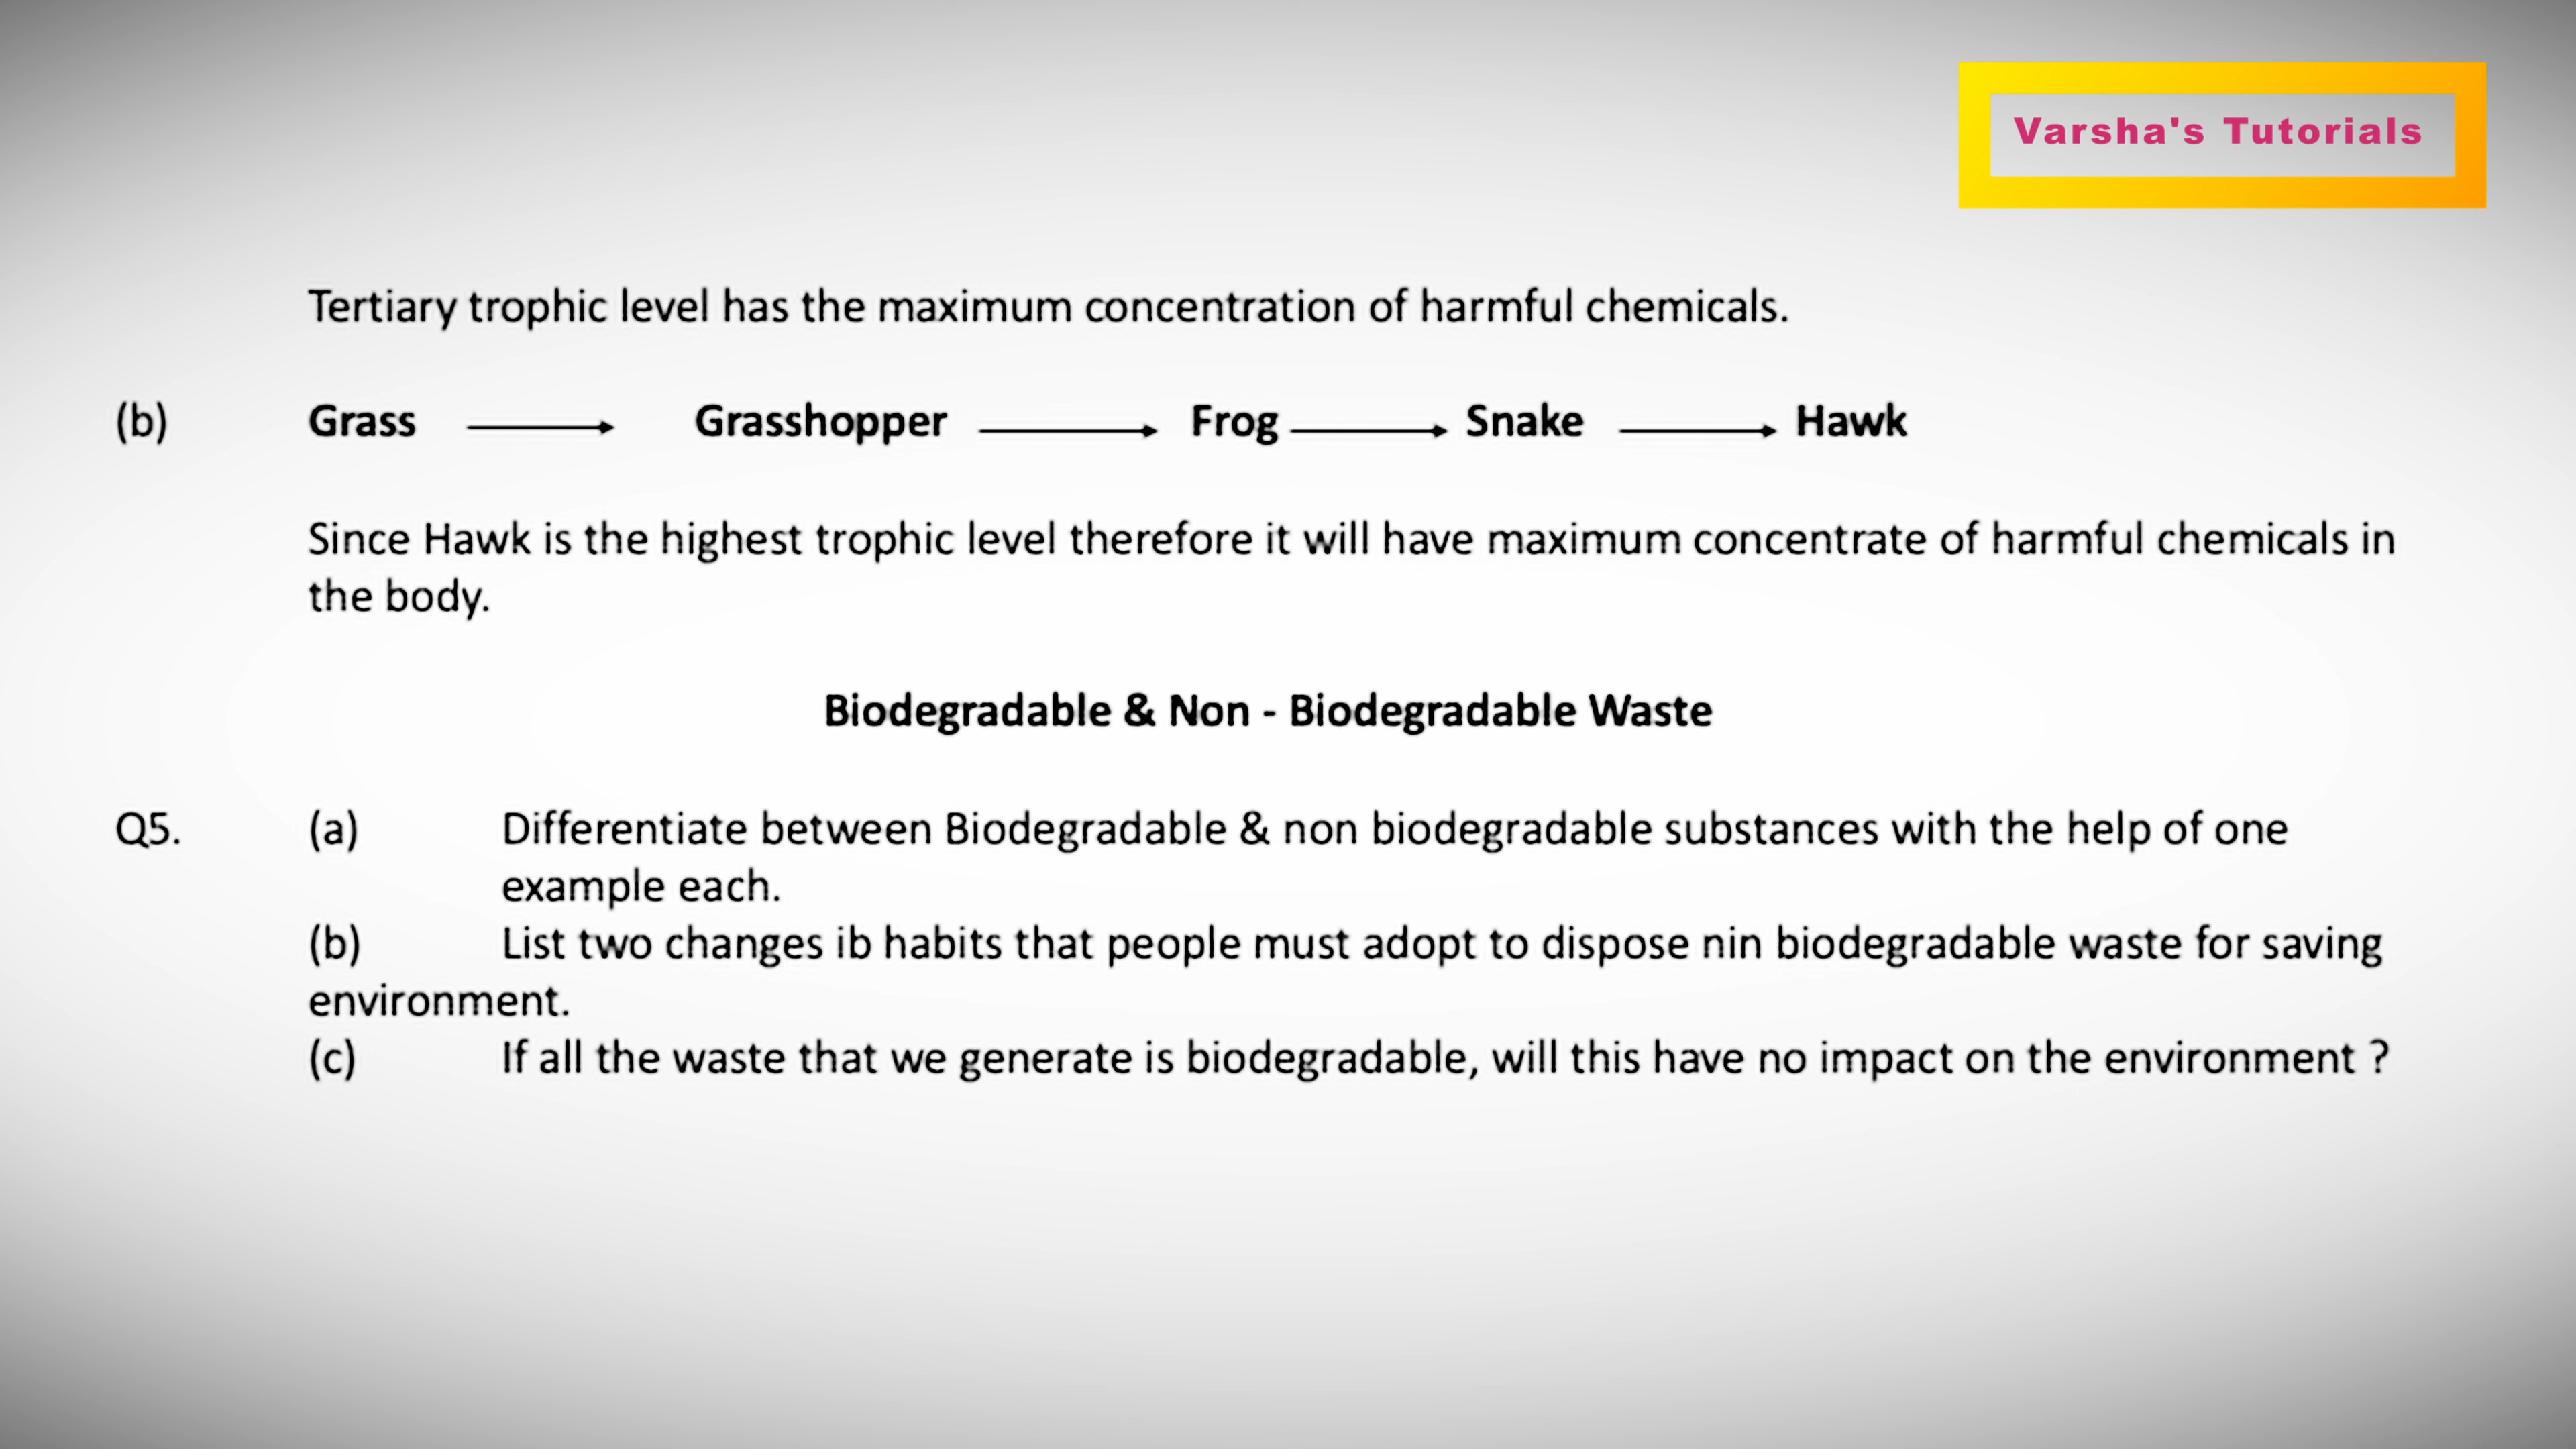 Varsha's Tutorials
Tertiary trophic level has the maximum concentration of harmful chemicals.
(b) Grass Grasshopper Frog Snake Hawk
Since Hawk is the highest trophic level therefore it will have maximum concentrate of harmful chemicals in
the body.
Biodegradable & Non - Biodegradable Waste
Q5. (a) Differentiate between Biodegradable & non biodegradable substances with the help of one
example each.
(b) List two changes ib habits that people must adopt to dispose nin biodegradable waste for saving
environment.
(c) If all the waste that we generate is biodegradable, will this have no impact on the environment ?